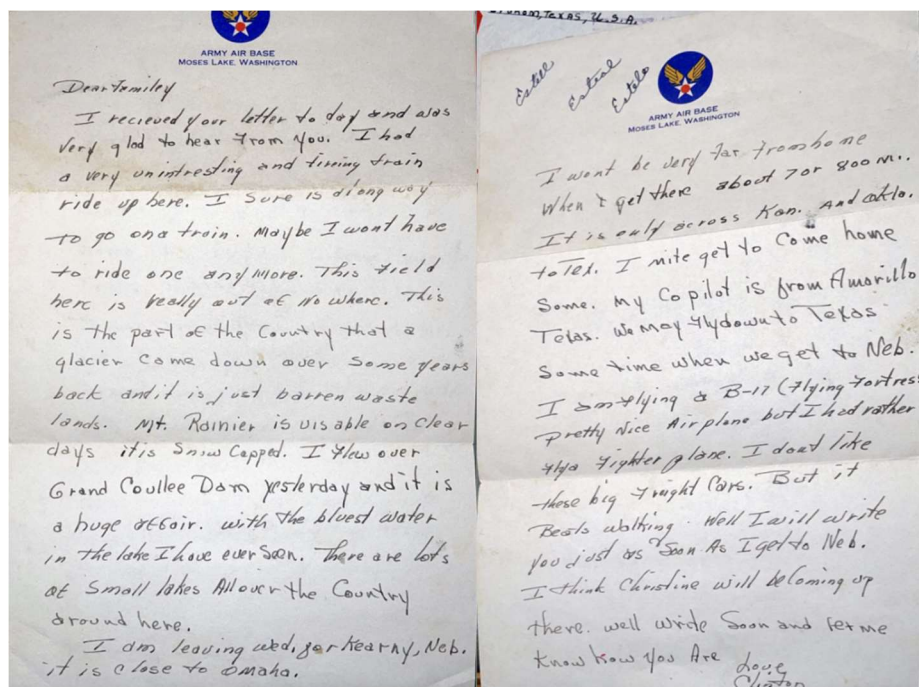 ARMY AIR BASE
MOSES LAKE, WASHINGTON
Dear Familey
I recieved your letter to day and was
very glad to hear from you. I had
a very unintresting and tireing train
ride up here. I Sure is a long way
to go on a train. Maybe I wont have
to ride one any more. This field
here is really out of No where. This
is the part of the Country that a
glacier Come down over Some years
back and it is just barren waste
lands. Mt. Rainier is visable on Clear
days it is Snow Capped. I flew over
Grand Coullee Dam yesterday and it is
a huge affair. with the bluest water
in the lake I have ever Seen. There are lots
of Small lakes All over the Country
around here.
I am leaving wed. for Kearny, Neb.
it is close to Omaha.
TEXAS, U.S.A.
Estell
Esteal
Estele
ARMY AIR BASE
MOSES LAKE, WASHINGTON
I wont be very far from home
When I get there about 7 or 800 mi..
It is only across Kan. And okla.
to Tex. I mite get to Come home
Some. My Copilot is from Amarillo
Texas. We May fly down to Texas
Some time when we get to Neb.
I am flying a B-17 (Flying Fortress
pretty Nice Airplane but I had rather
fly a Fighter plane. I dont like
these big Fright Cars. But it
Beats walking. Well I will write
you just as Soon As I get to Neb.
I think Christine will be Coming up
there. well write Soon and let me
Know how You Are
Love
Clinton